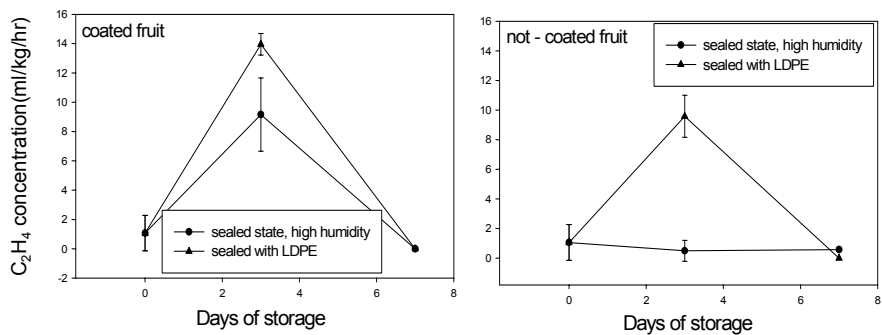 C2H4 concentration(ml/kg/hr)
16
14
12
10
8
6
4
2
0
-2
coated fruit
sealed state, high humidity
sealed with LDPE
0 2 4 6 8
Days of storage
16
14
12
10
8
6
4
2
0
not - coated fruit
sealed state, high humidity
sealed with LDPE
0 2 4 6 8
Days of storage